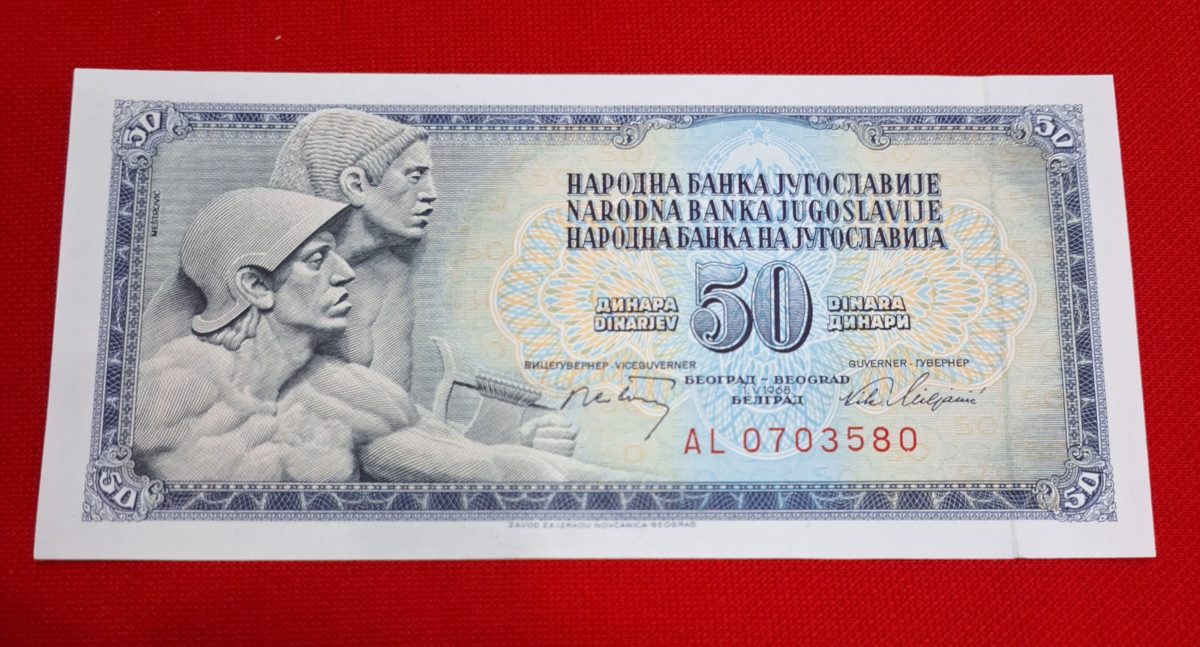 50 50
MEŠTROVIĆ
НАРОДНА БАНКА ЈУГОСЛАВИЈЕ
NARODNA BANKA JUGOSLAVIJE
НАРОДНА БАНКА НА ЈУГОСЛАВИЈА
ДИНАРА 50 DINARA
DINARJEV ДИНАРИ
ВИЦЕГУВЕРНЕР - VICEGUVERNER GUVERNER - ГУВЕРНЕР
БЕОГРАД - BEOGRAD
1.V 1968
БЕЛГРАД
AL 0703580
50 50
ZAVOD ZA IZRADU NOVČANICA-BEOGRAD